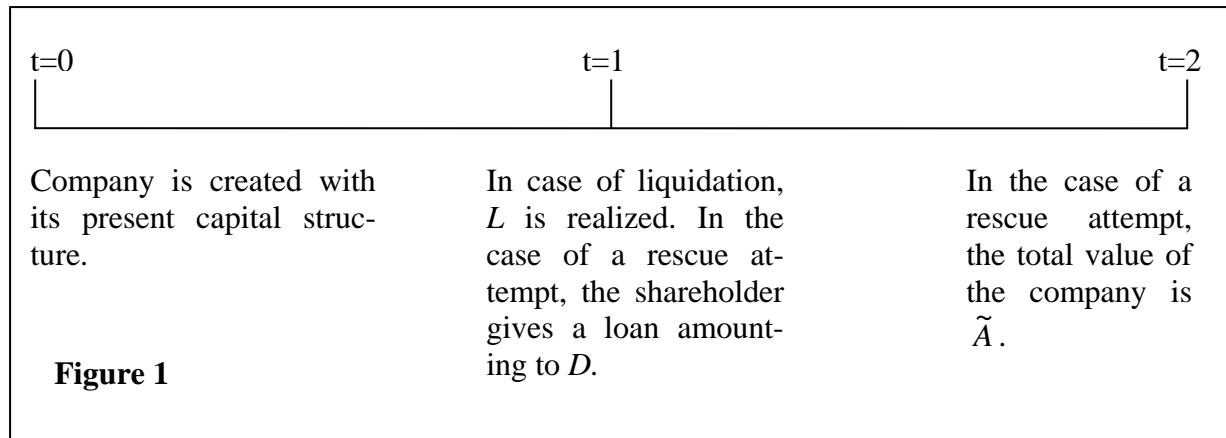 t=0 t=1 t=2
Company is created with
its present capital struc-
ture.
In case of liquidation,
L is realized. In the
case of a rescue at-
tempt, the shareholder
gives a loan amount-
ing to D.
In the case of a
rescue attempt,
the total value of
the company is
Ã.
Figure 1